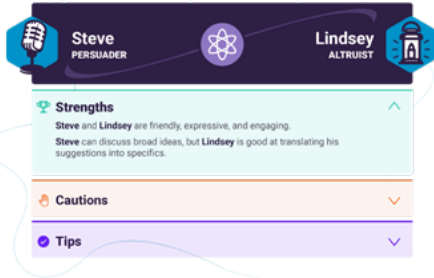 Steve
PERSUADER
Lindsey
ALTRUIST
Strengths
Steve and Lindsey are friendly, expressive, and engaging.
Steve can discuss broad ideas, but Lindsey is good at translating his
suggestions into specifics.
Cautions
Tips